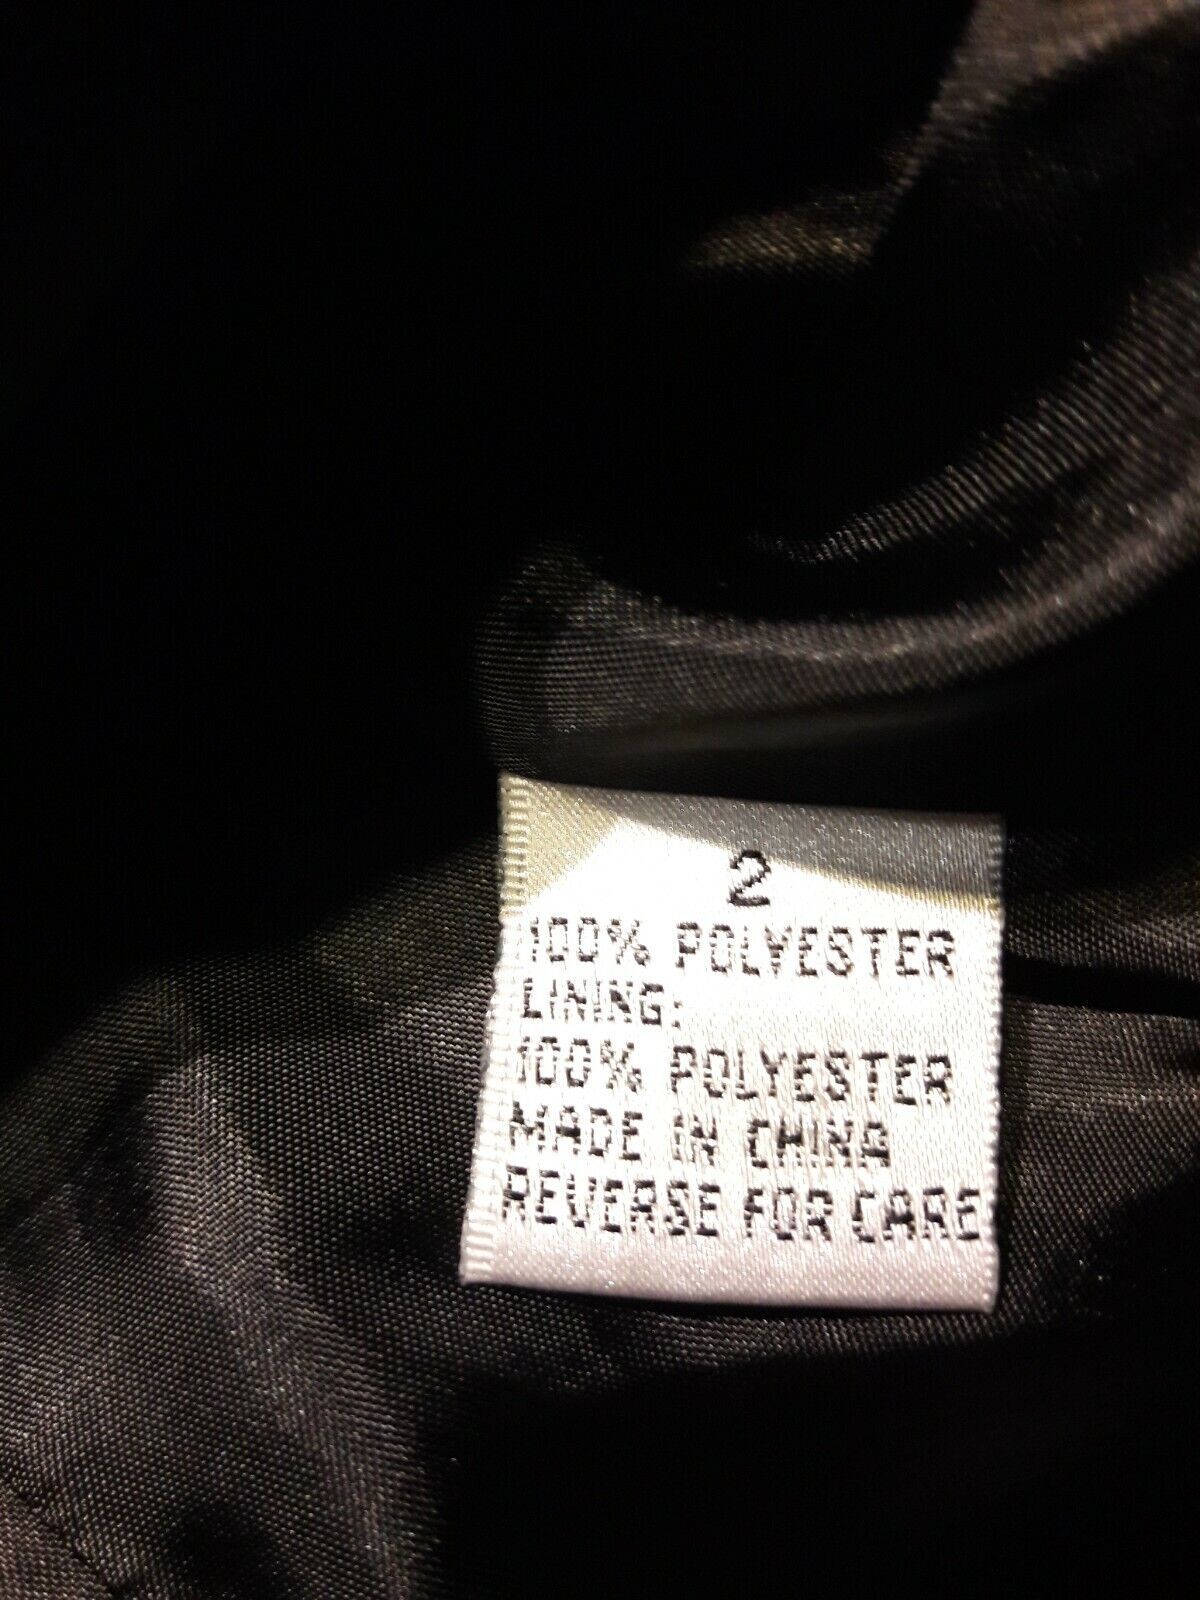 2
100% POLYESTER
LINING:
100% POLYESTER
MADE IN CHINA
REVERSE FOR CARE